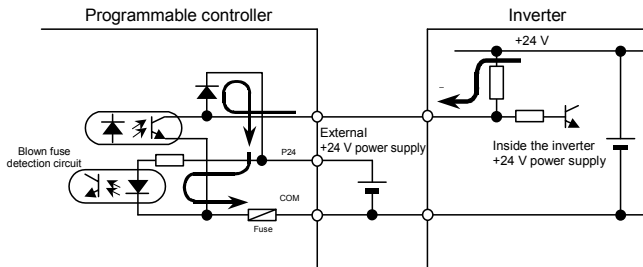 Programmable controller
Inverter
+24 V
–
External
+24 V power supply
Inside the inverter
+24 V power supply
Blown fuse
detection circuit
P24
COM
Fuse